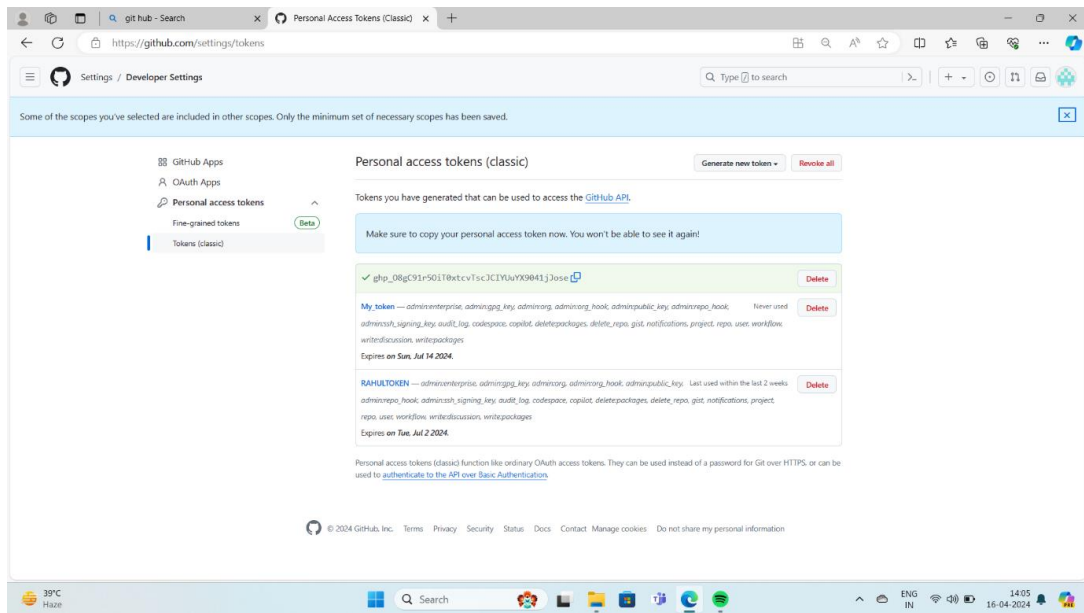 git hub - Search
Personal Access Tokens (Classic)
https://github.com/settings/tokens
Settings / Developer Settings
Type / to search
Some of the scopes you've selected are included in other scopes. Only the minimum set of necessary scopes has been saved.
GitHub Apps
OAuth Apps
Personal access tokens
Fine-grained tokens
Beta
Tokens (classic)
Personal access tokens (classic)
Generate new token
Revoke all
Tokens you have generated that can be used to access the GitHub API.
Make sure to copy your personal access token now. You won't be able to see it again!
Delete
My_token — admin:enterprise, admin:gpg_key, admin:org, admin:org_hook, admin:public_key, admin:repo_hook,
Never used
Delete
admin:ssh_signing_key, audit_log, codespace, copilot, delete:packages, delete_repo, gist, notifications, project, repo, user, workflow,
write:discussion, write:packages
Expires on Sun, Jul 14 2024.
RAHULTOKEN — admin:enterprise, admin:gpg_key, admin:org, admin:org_hook, admin:public_key,
Last used within the last 2 weeks
Delete
admin:repo_hook, admin:ssh_signing_key, audit_log, codespace, copilot, delete:packages, delete_repo, gist, notifications, project,
repo, user, workflow, write:discussion, write:packages
Expires on Tue, Jul 2 2024.
Personal access tokens (classic) function like ordinary OAuth access tokens. They can be used instead of a password for Git over HTTPS, or can be
used to authenticate to the API over Basic Authentication.
© 2024 GitHub, Inc. Terms Privacy Security Status Docs Contact Manage cookies Do not share my personal information
39°C
Haze
Search
ENG
IN
14:05
16-04-2024